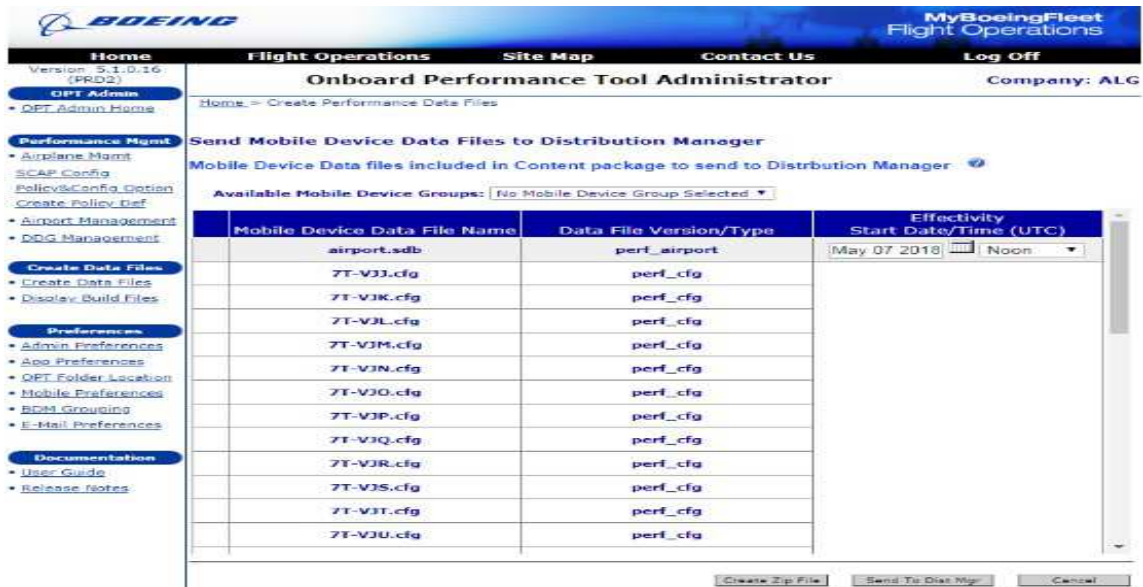 BOEING
MyBoeingFleet
Flight Operations
Home Flight Operations Site Map Contact Us Log Off
Version 5.1.0.16
(PRD2)
OPT Admin
• OPT Admin Home
Performance Mgmt
• Airplane Mgmt
SCAP Config
Policy&Config Option
Create Policy Def
• Airport Management
• DDG Management
Create Data Files
• Create Data Files
• Display Build Files
Preferences
• Admin Preferences
• App Preferences
• OPT Folder Location
• Mobile Preferences
• BDM Grouping
• E-Mail Preferences
Documentation
• User Guide
• Release Notes
Onboard Performance Tool Administrator Company: ALG
Home > Create Performance Data Files
Send Mobile Device Data Files to Distribution Manager
Mobile Device Data files included in Content package to send to Distrbution Manager ?
Available Mobile Device Groups: No Mobile Device Group Selected
Mobile Device Data File Name Data File Version/Type Effectivity
Start Date/Time (UTC)
airport.sdb perf_airport May 07 2018 Noon
7T-VJJ.cfg perf_cfg
7T-VJK.cfg perf_cfg
7T-VJL.cfg perf_cfg
7T-VJM.cfg perf_cfg
7T-VJN.cfg perf_cfg
7T-VJO.cfg perf_cfg
7T-VJP.cfg perf_cfg
7T-VJQ.cfg perf_cfg
7T-VJR.cfg perf_cfg
7T-VJS.cfg perf_cfg
7T-VJT.cfg perf_cfg
7T-VJU.cfg perf_cfg
Create Zip File Send To Dist Mgr Cancel